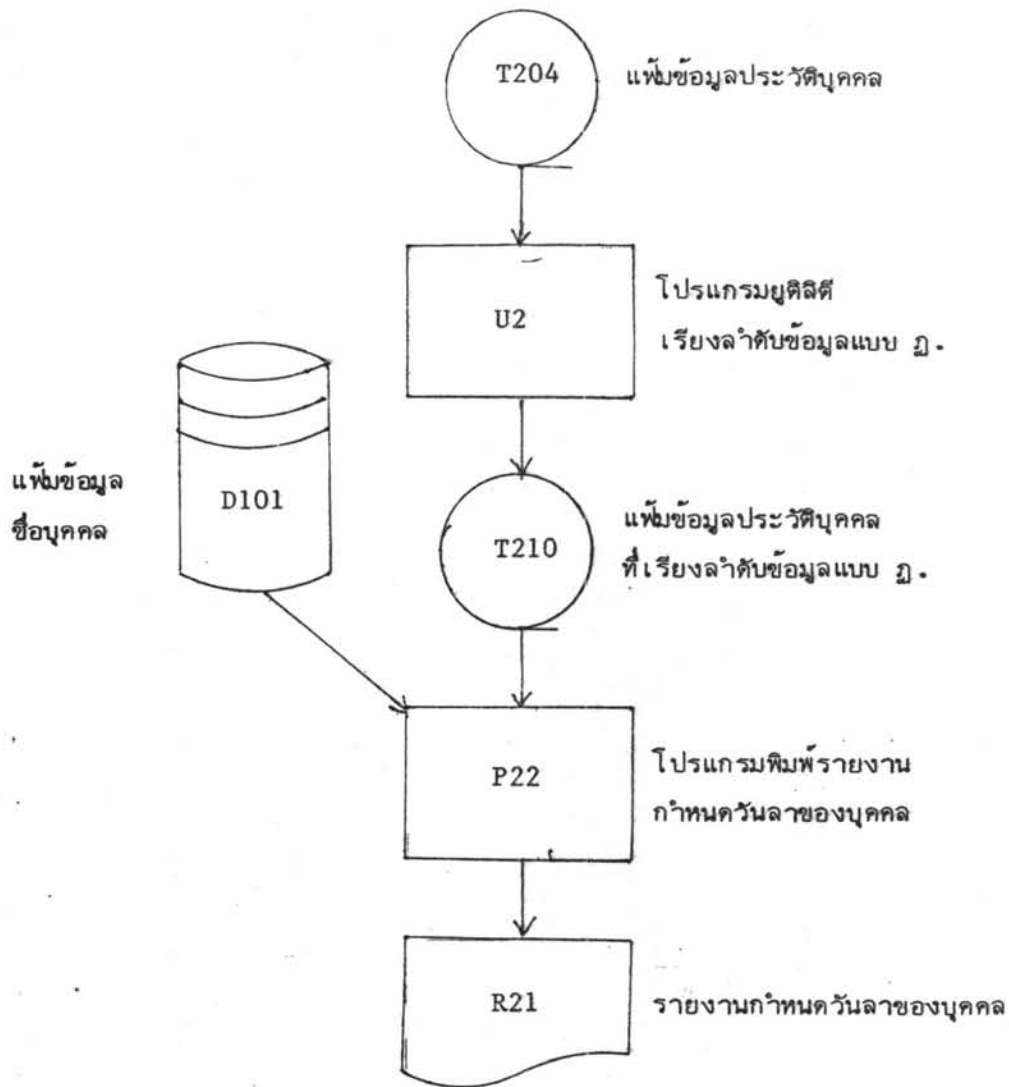 T204
แฟ้มข้อมูลประวัติบุคคล
U2
โปรแกรมยูติลิตี
เรียงลำดับข้อมูลแบบ ฏ.
แฟ้มข้อมูล
ชื่อบุคคล
D101
T210
แฟ้มข้อมูลประวัติบุคคล
ที่เรียงลำดับข้อมูลแบบ ฏ.
P22
โปรแกรมพิมพ์รายงาน
กำหนดวันลาของบุคคล
R21
รายงานกำหนดวันลาของบุคคล